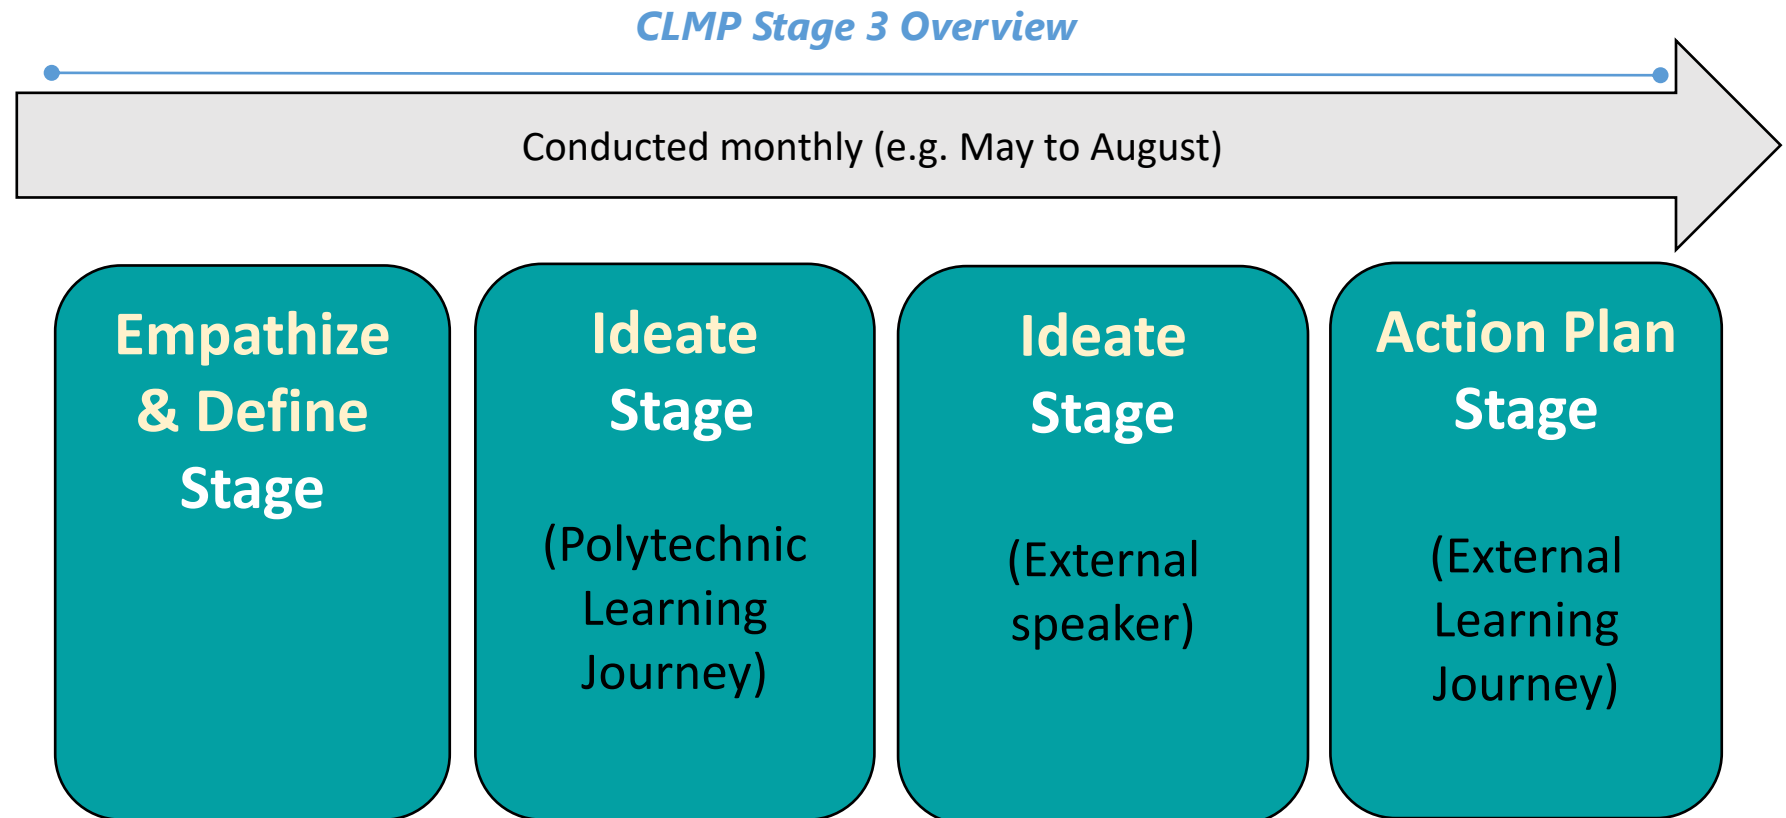 CLMP Stage 3 Overview
Conducted monthly (e.g. May to August)
Empathize
& Define
Stage
Ideate
Stage
(Polytechnic
Learning
Journey)
Ideate
Stage
(External
speaker)
Action Plan
Stage
(External
Learning
Journey)